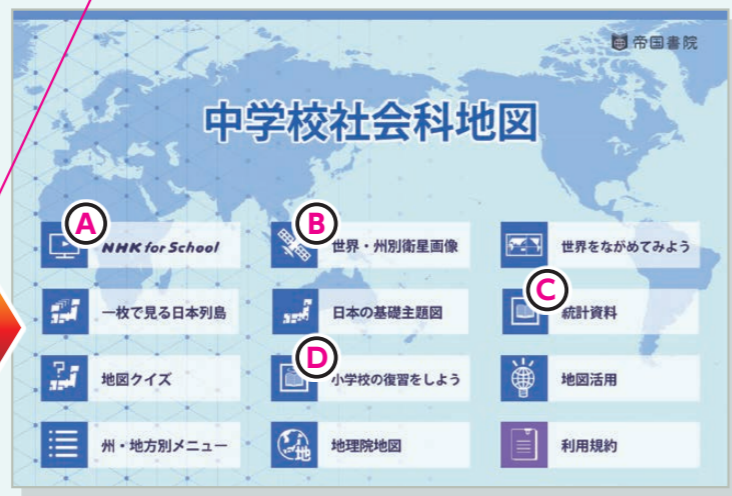 帝国書院
中学校社会科地図
A
NHK for School
B
世界・州別衛星画像
世界をながめてみよう
一枚で見る日本列島
日本の基礎主題図
C
統計資料
地図クイズ
D
小学校の復習をしよう
地図活用
州・地方別メニュー
地
地理院地図
利用規約